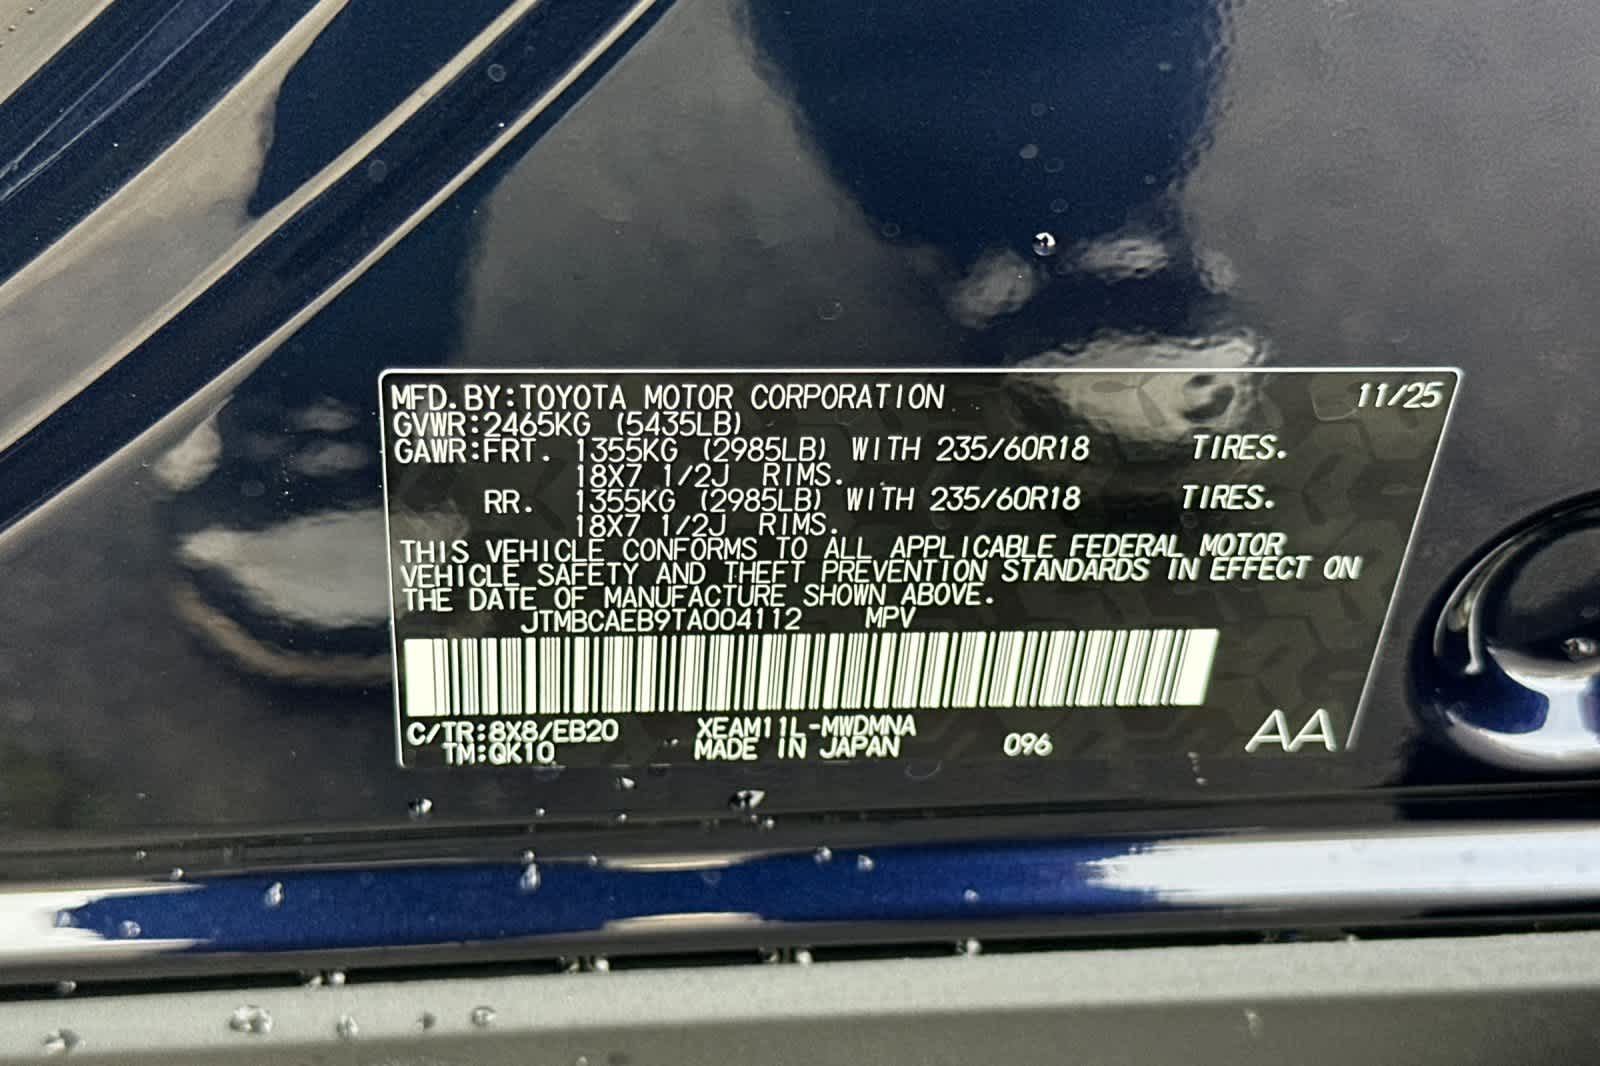 MFD.BY:TOYOTA MOTOR CORPORATION 11/25
GVWR:2465KG (5435LB)
GAWR:FRT. 1355KG (2985LB) WITH 235/60R18 TIRES.
18X7 1/2J RIMS.
RR. 1355KG (2985LB) WITH 235/60R18 TIRES.
18X7 1/2J RIMS.
THIS VEHICLE CONFORMS TO ALL APPLICABLE FEDERAL MOTOR
VEHICLE SAFETY AND THEFT PREVENTION STANDARDS IN EFFECT ON
THE DATE OF MANUFACTURE SHOWN ABOVE.
JTMBCAEB9TA004112 MPV
C/TR:8X8/EB20 XEAM11L-MWDMNA
TM:QK10 MADE IN JAPAN 096 AA